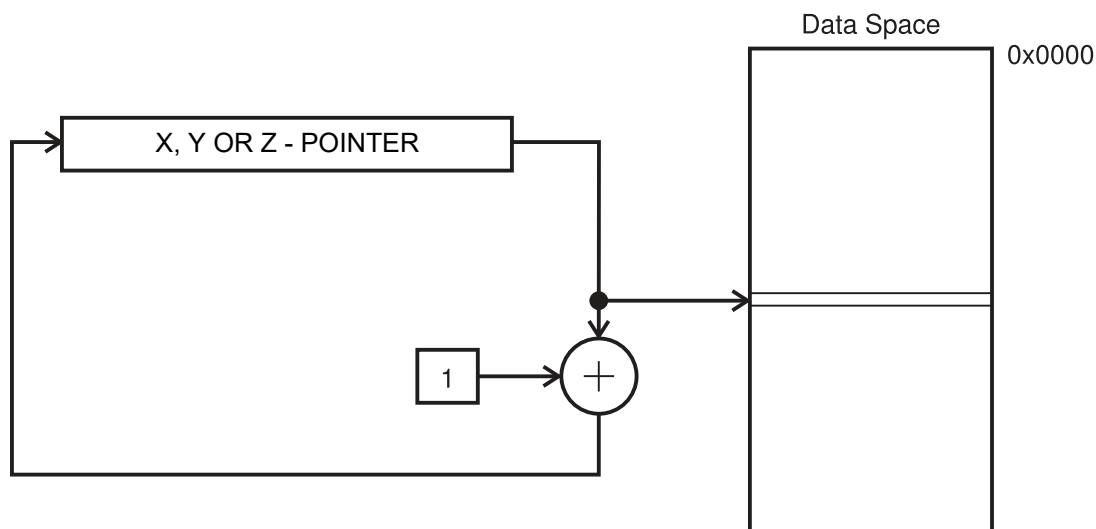 Data Space
0x0000
X, Y OR Z - POINTER
1
+